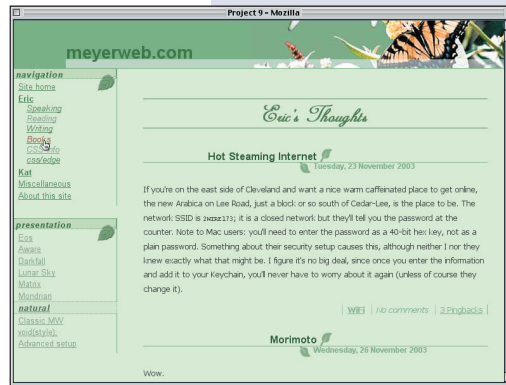 Project 9 - Mozilla
meyerweb.com
navigation
Site home
Eric
Speaking
Reading
Writing
Books
CSS info
css/edge
Kat
Miscellaneous
About this site
presentation
Eos
Aware
Darkfall
Lunar Sky
Matrix
Mondrian
natural
Classic MW
void(style);
Advanced setup
Eric's Thoughts
Hot Steaming Internet
Tuesday, 23 November 2003
If you're on the east side of Cleveland and want a nice warm caffeinated place to get online,
the new Arabica on Lee Road, just a block or so south of Cedar-Lee, is the place to be. The
network SSID is; it is a closed network but they'll tell you the password at the
counter. Note to Mac users: you'll need to enter the password as a 40-bit hex key, not as a
plain password. Something about their security setup causes this, although neither I nor they
knew exactly what that might be. I figure it's no big deal, since once you enter the information
and add it to your Keychain, you'll never have to worry about it again (unless of course they
change it).
WiFi | No comments | 3 Pingbacks
Morimoto
Wednesday, 26 November 2003
Wow.